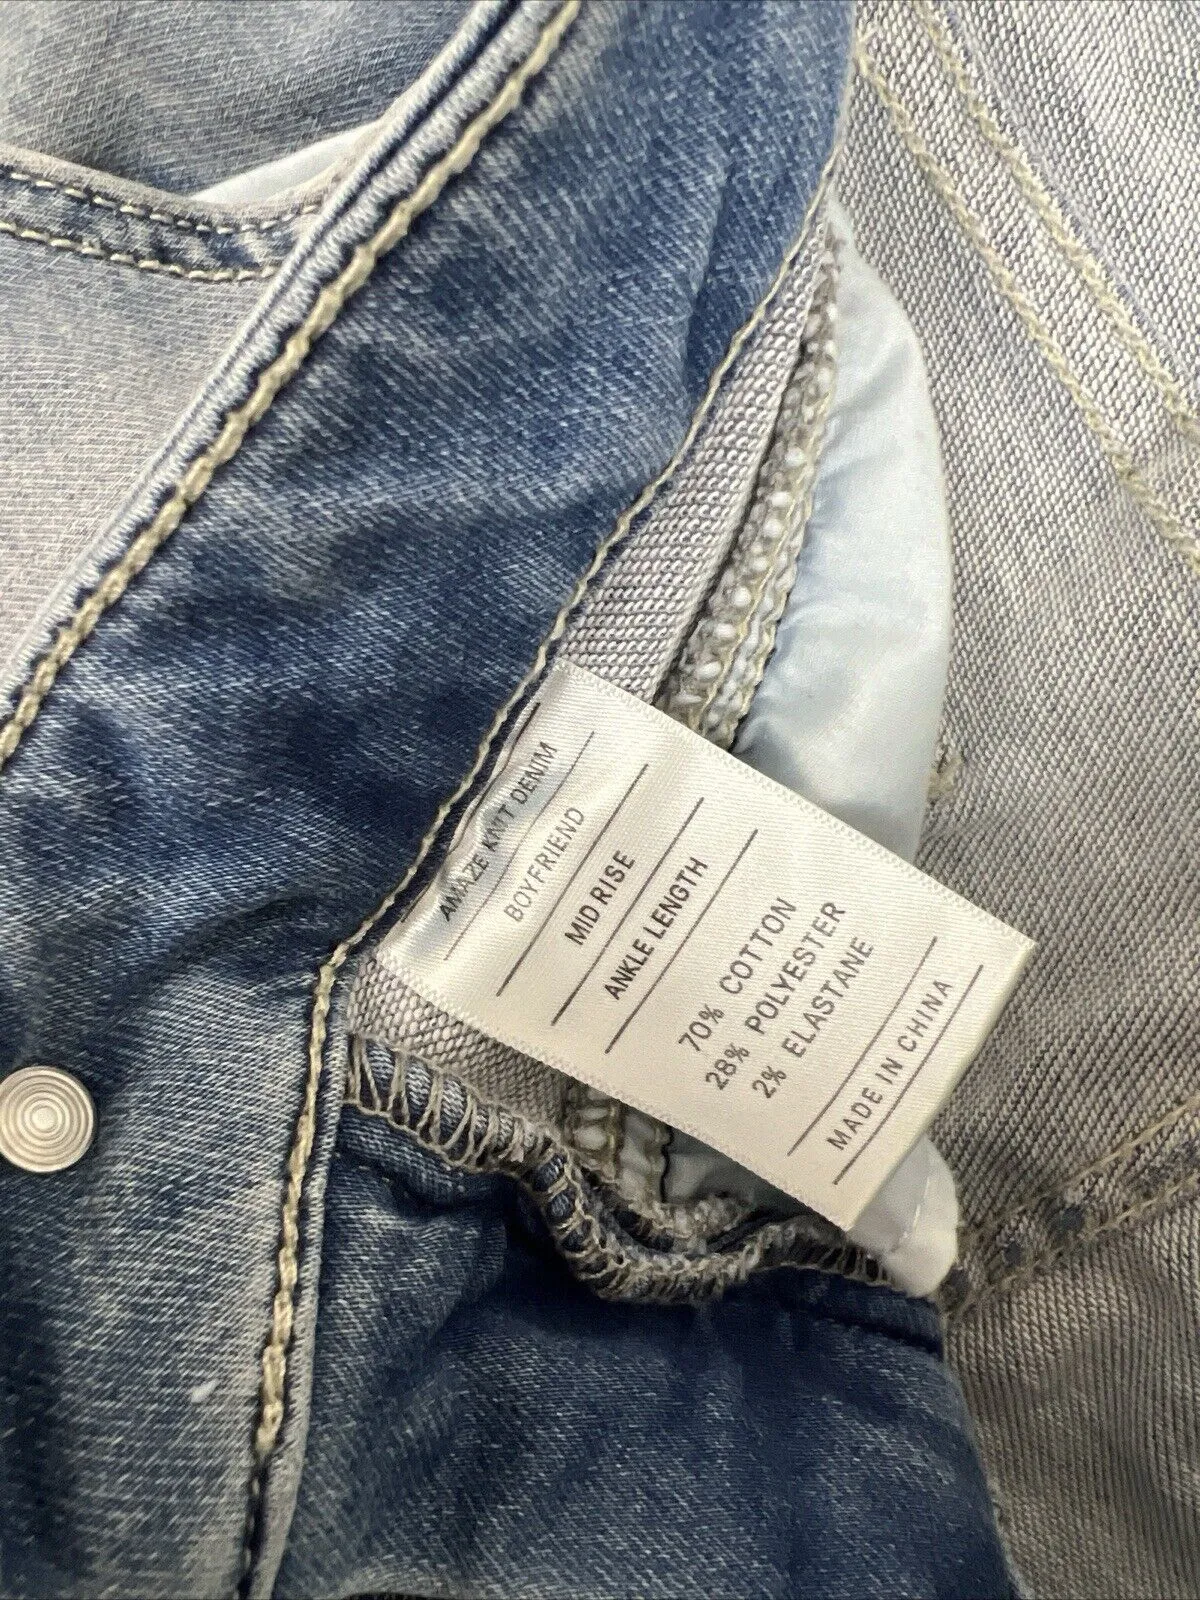 AMAZE KNIT DENIM
BOYFRIEND
MID RISE
ANKLE LENGTH
70% COTTON
28% POLYESTER
2% ELASTANE
MADE IN CHINA